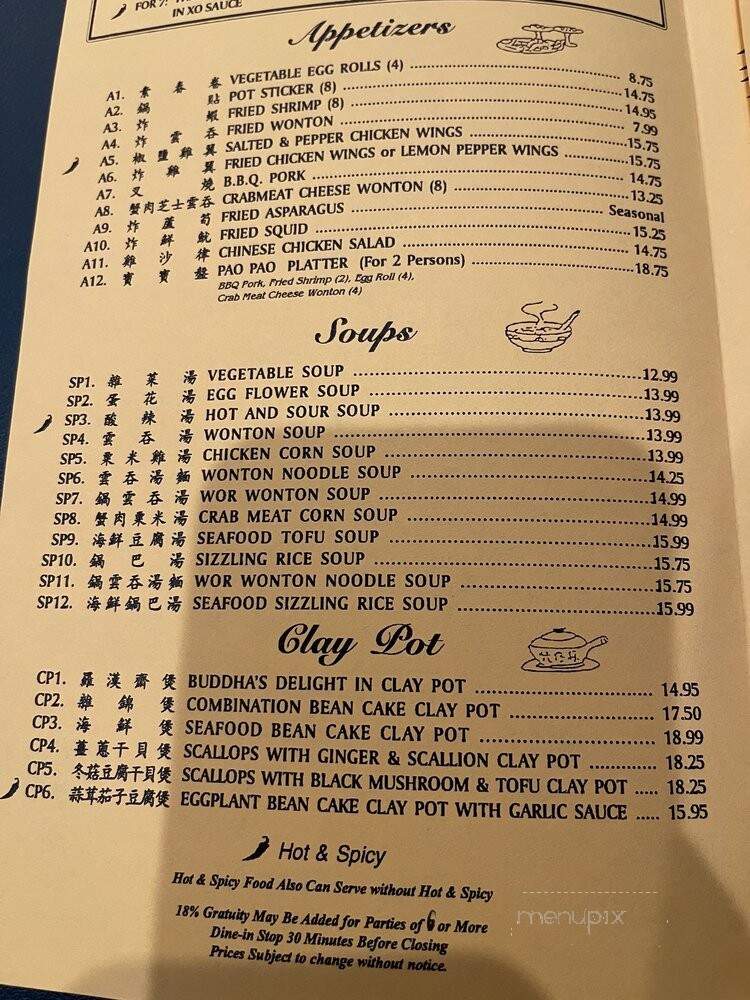 FOR 7:
IN XO SAUCE
Appetizers
A1. 素春卷 VEGETABLE EGG ROLLS (4) 8.75
A2. 鍋貼 POT STICKER (8) 14.75
A3. 炸蝦 FRIED SHRIMP (8) 14.95
A4. 炸雲吞 FRIED WONTON 7.99
A5. 椒鹽雞翼 SALTED & PEPPER CHICKEN WINGS 15.75
A6. 炸雞翼 FRIED CHICKEN WINGS or LEMON PEPPER WINGS 15.75
A7. 叉燒 B.B.Q. PORK 14.75
A8. 蟹肉芝士雲吞 CRABMEAT CHEESE WONTON (8) 13.25
A9. 炸蘆筍 FRIED ASPARAGUS Seasonal
A10. 炸鮮魷 FRIED SQUID 15.25
A11. 雞沙律 CHINESE CHICKEN SALAD 14.75
A12. 寶寶盤 PAO PAO PLATTER (For 2 Persons) 18.75
BBQ Pork, Fried Shrimp (2), Egg Roll (4),
Crab Meat Cheese Wonton (4)
Soups
SP1. 雜菜湯 VEGETABLE SOUP 12.99
SP2. 蛋花湯 EGG FLOWER SOUP 13.99
SP3. 酸辣湯 HOT AND SOUR SOUP 13.99
SP4. 雲吞湯 WONTON SOUP 13.99
SP5. 粟米雞湯 CHICKEN CORN SOUP 13.99
SP6. 雲吞湯麵 WONTON NOODLE SOUP 14.25
SP7. 鍋雲吞湯 WOR WONTON SOUP 14.99
SP8. 蟹肉粟米湯 CRAB MEAT CORN SOUP 14.99
SP9. 海鮮豆腐湯 SEAFOOD TOFU SOUP 15.99
SP10. 鍋巴湯 SIZZLING RICE SOUP 15.75
SP11. 鍋雲吞湯麵 WOR WONTON NOODLE SOUP 15.75
SP12. 海鮮鍋巴湯 SEAFOOD SIZZLING RICE SOUP 15.99
Clay Pot
CP1. 羅漢齋煲 BUDDHA'S DELIGHT IN CLAY POT 14.95
CP2. 雜錦煲 COMBINATION BEAN CAKE CLAY POT 17.50
CP3. 海鮮煲 SEAFOOD BEAN CAKE CLAY POT 18.99
CP4. 薑蔥干貝煲 SCALLOPS WITH GINGER & SCALLION CLAY POT 18.25
CP5. 冬菇豆腐干貝煲 SCALLOPS WITH BLACK MUSHROOM & TOFU CLAY POT 18.25
CP6. 蒜茸茄子豆腐煲 EGGPLANT BEAN CAKE CLAY POT WITH GARLIC SAUCE 15.95
Hot & Spicy
Hot & Spicy Food Also Can Serve without Hot & Spicy
18% Gratuity May Be Added for Parties of 6 or More
Dine-in Stop 30 Minutes Before Closing
Prices Subject to change without notice.
menupix